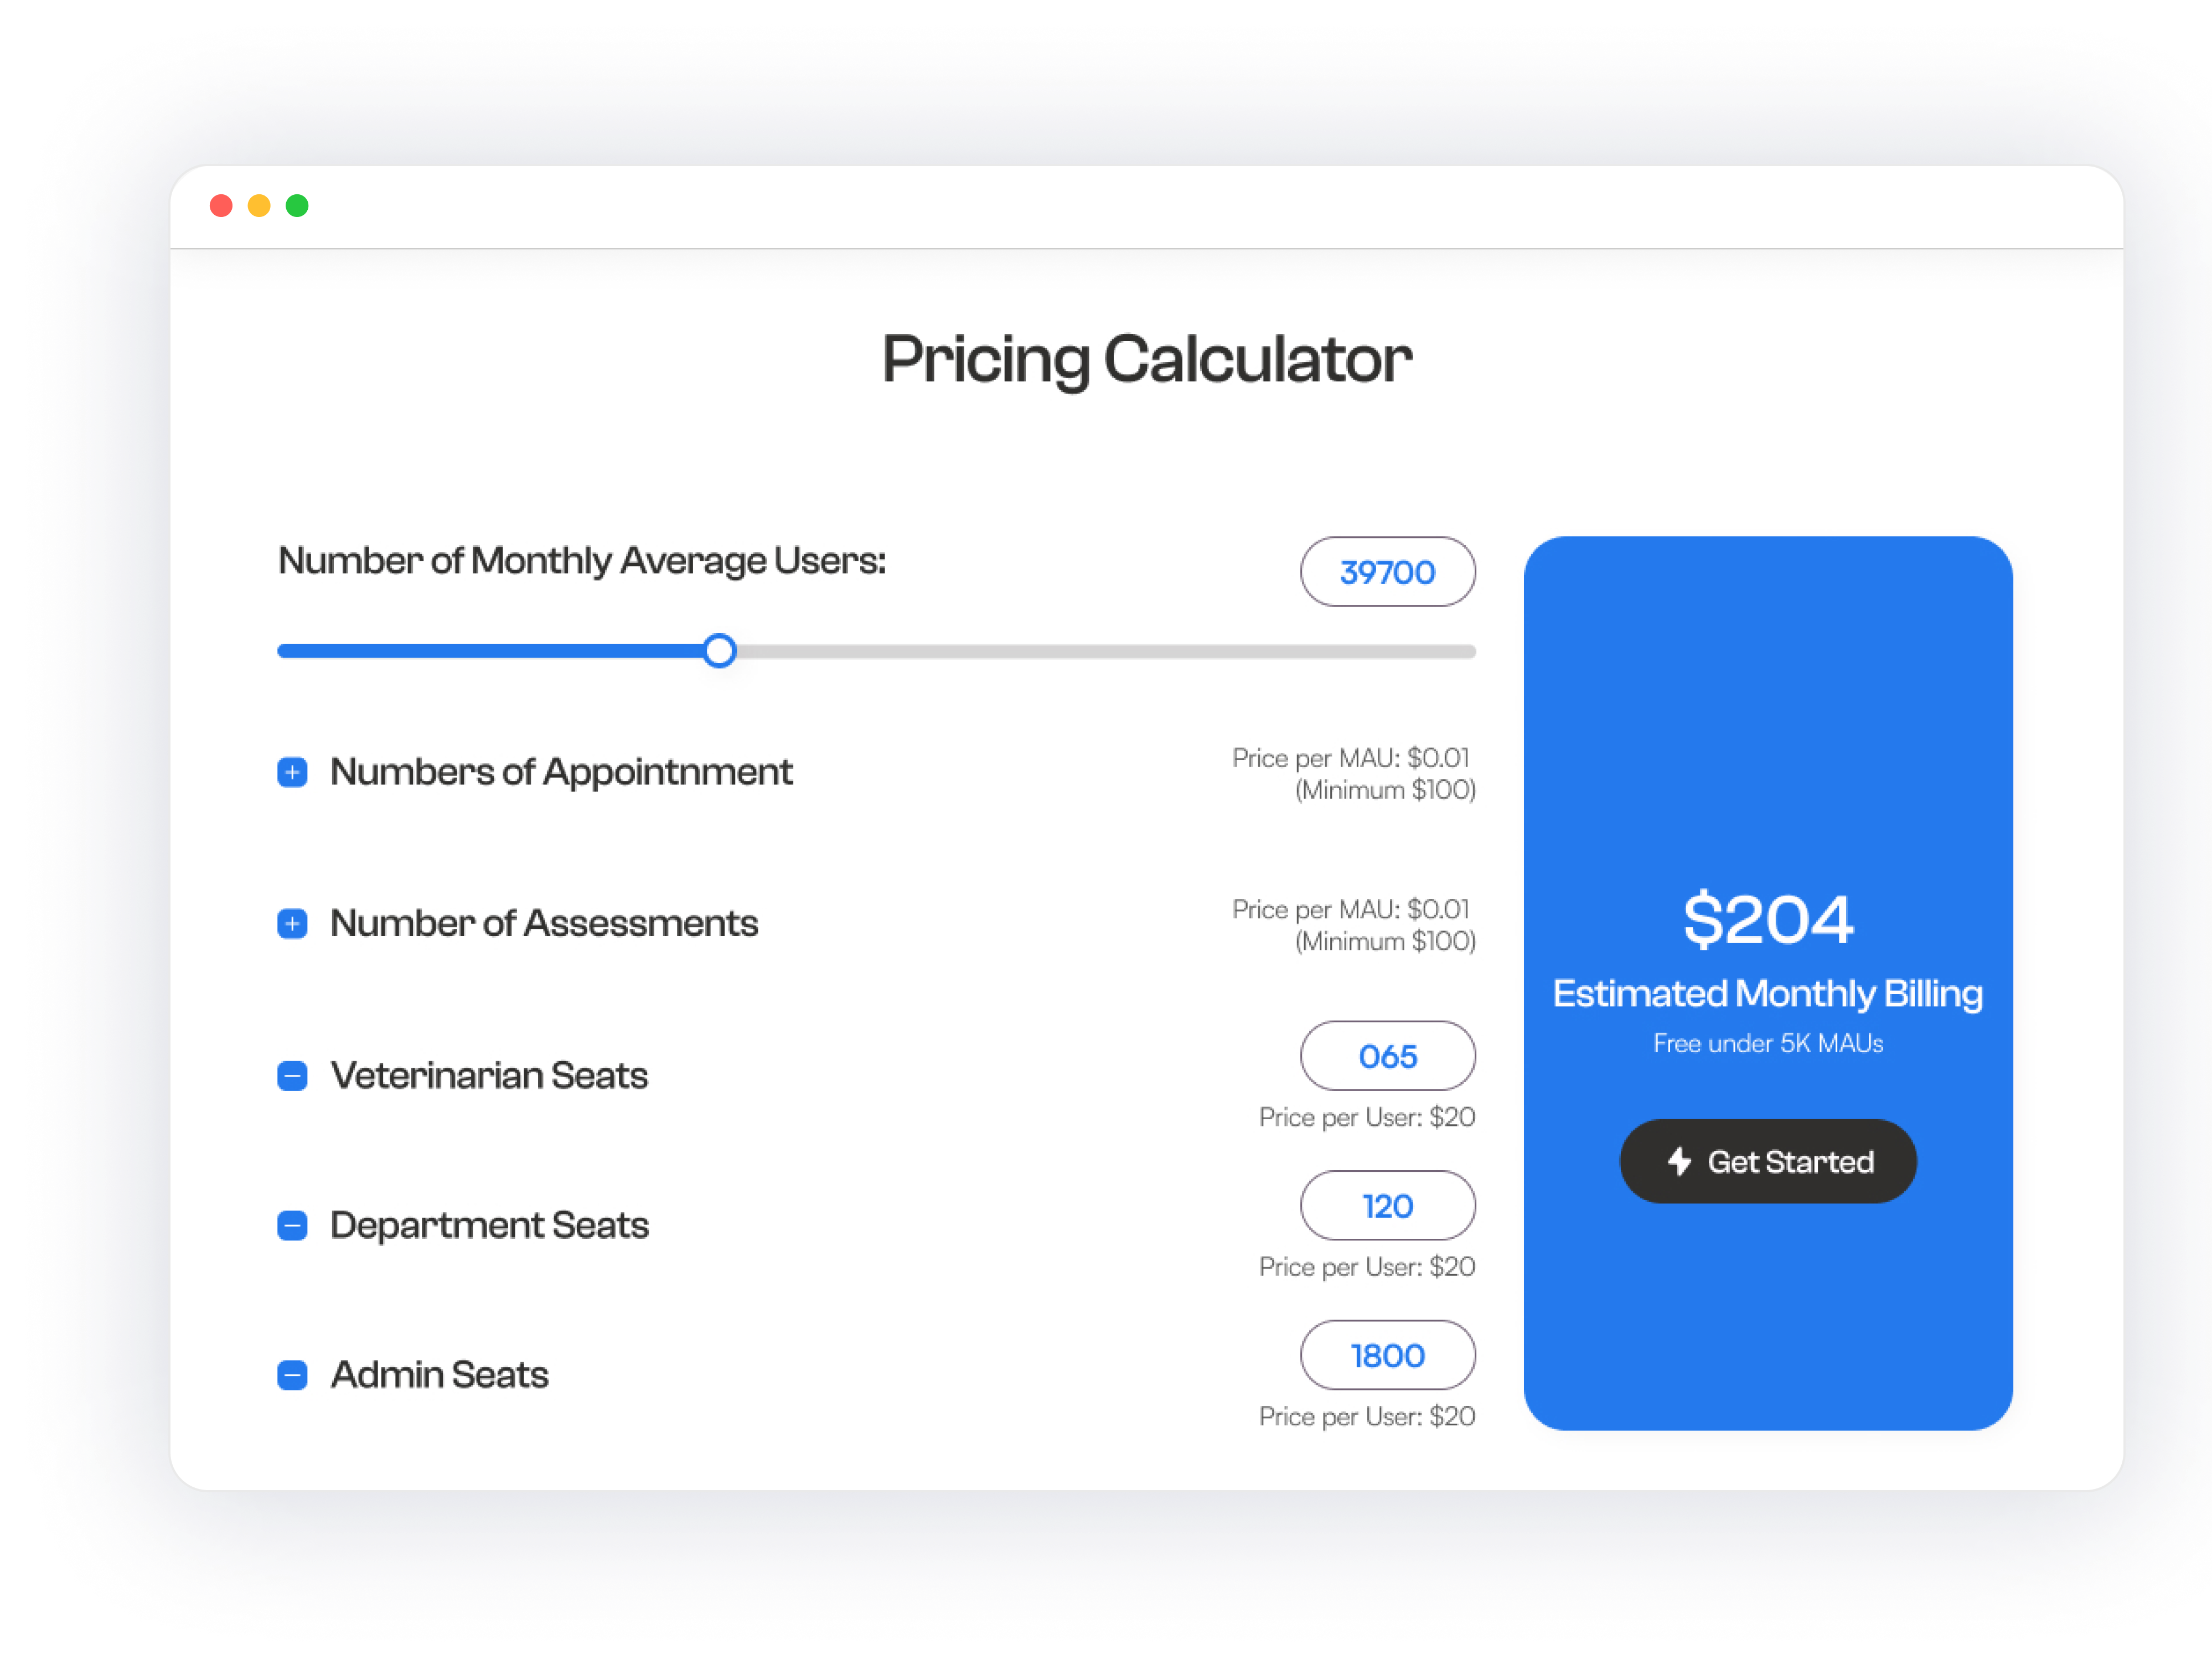 Pricing Calculator
Number of Monthly Average Users:
39700
Numbers of Appointnment
Price per MAU: $0.01
(Minimum $100)
Number of Assessments
Price per MAU: $0.01
(Minimum $100)
Veterinarian Seats
065
Price per User: $20
Department Seats
120
Price per User: $20
Admin Seats
1800
Price per User: $20
$204
Estimated Monthly Billing
Free under 5K MAUs
Get Started